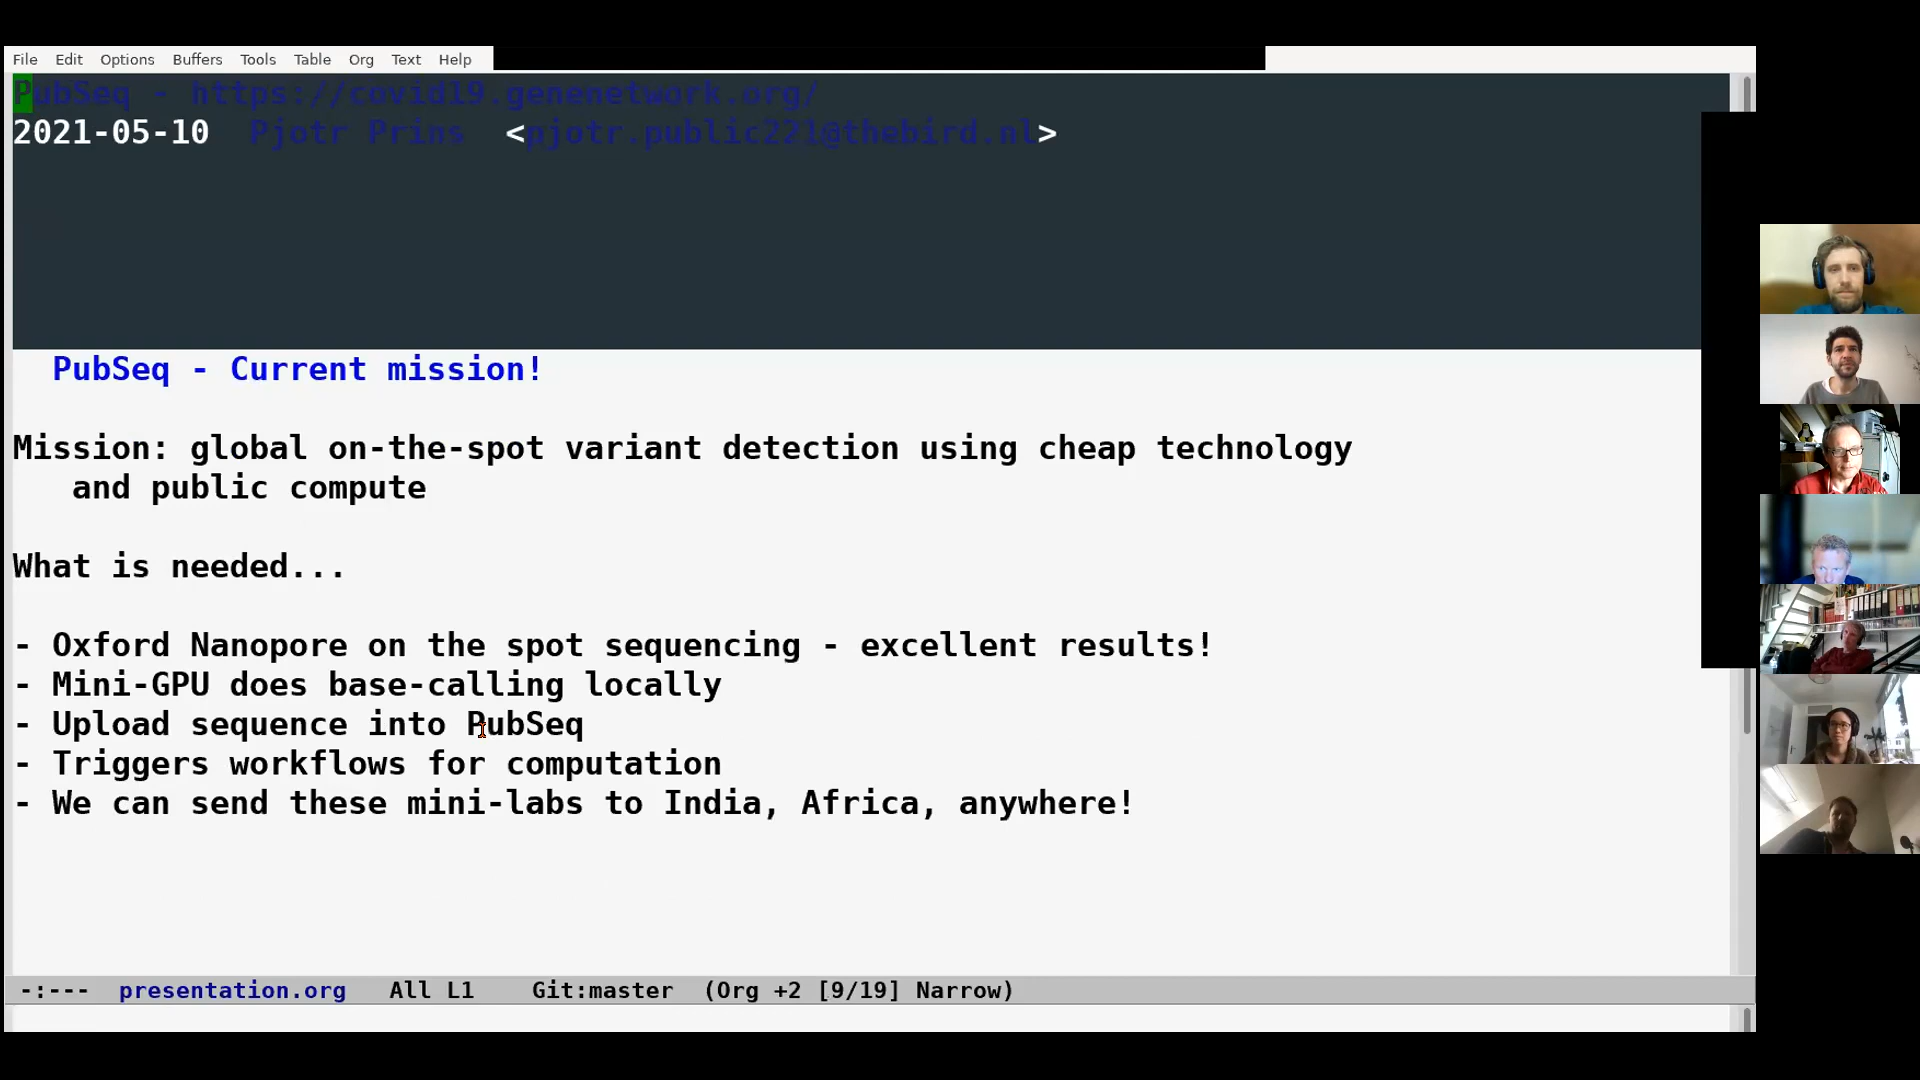 File Edit Options Buffers Tools Table Org Text Help
PubSeq - https://covid19.genenetwork.org/
2021-05-10 Pjotr Prins <pjotr.public221@thebird.nl>
PubSeq - Current mission!
Mission: global on-the-spot variant detection using cheap technology
and public compute
What is needed...
- Oxford Nanopore on the spot sequencing - excellent results!
- Mini-GPU does base-calling locally
- Upload sequence into PubSeq
- Triggers workflows for computation
- We can send these mini-labs to India, Africa, anywhere!
-:--- presentation.org All L1 Git:master (Org +2 [9/19] Narrow)